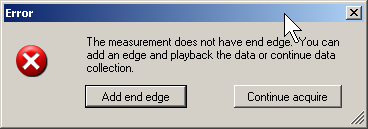 Error
The measurement does not have end edge. You can
add an edge and playback the data or continue data
collection.
Add end edge
Continue acquire